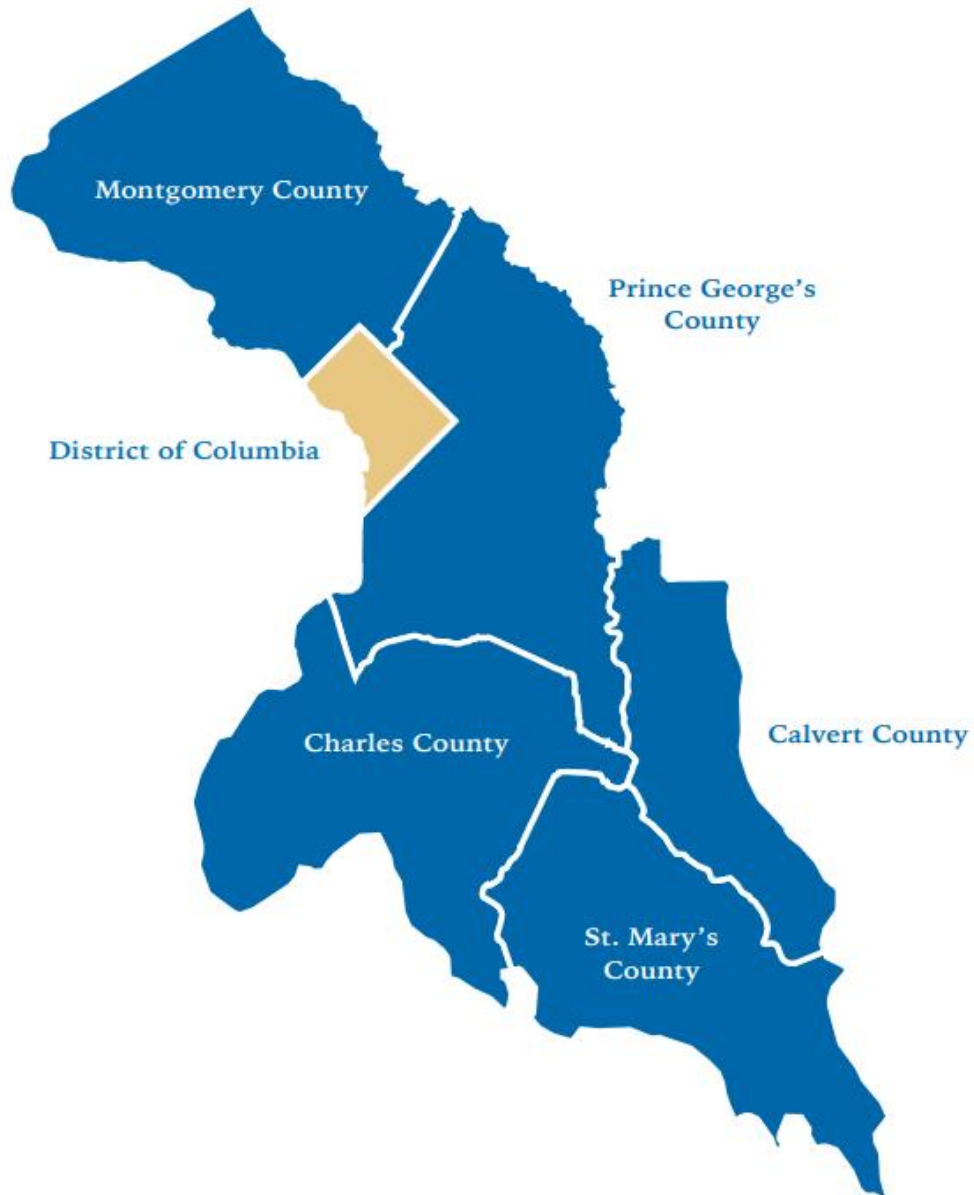 Montgomery County
Prince George’s
County
District of Columbia
Charles County
Calvert County
St. Mary’s
County